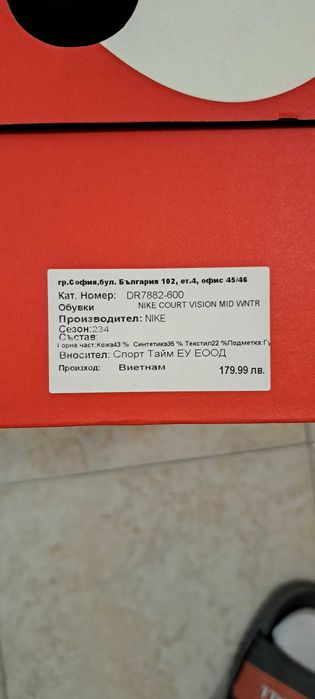 гр.София,бул. България 102, ет.4, офис 45/46
Кат. Номер: DR7882-600
Обувки NIKE COURT VISION MID WNTR
Производител: NIKE
Сезон:234
Състав
Горна част:Кожа43 % Синтетика35 % Текстил22 %Подметка:Гу
Вносител: Спорт Тайм ЕУ ЕООД
Произход: Виетнам 179.99 лв.